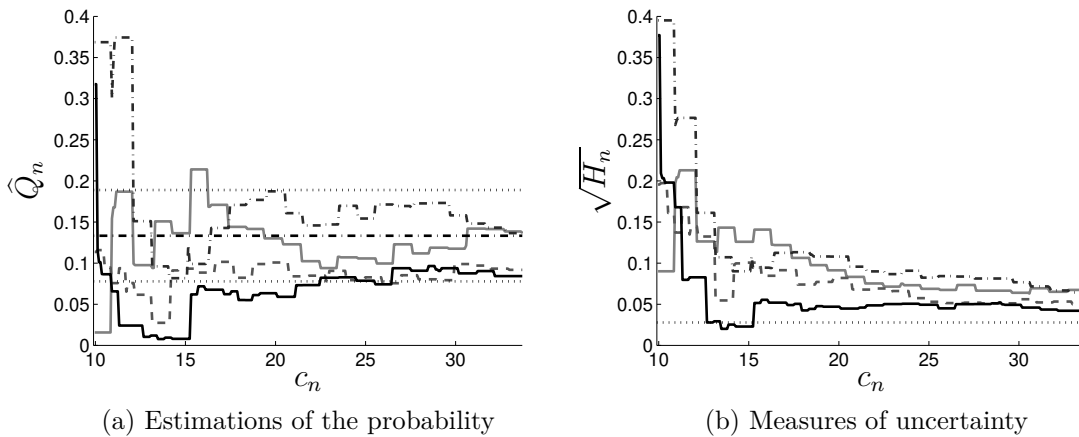 0.4
0.35
0.3
0.25
0.2
0.15
0.1
0.05
0
Q̂ₙ
10 15 20 25 30
cₙ
(a) Estimations of the probability
0.4
0.35
0.3
0.25
0.2
0.15
0.1
0.05
0
√Hₙ
10 15 20 25 30
cₙ
(b) Measures of uncertainty